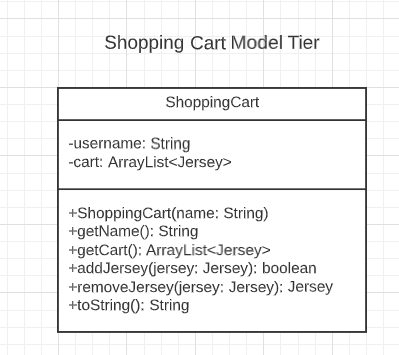 Shopping Cart Model Tier
ShoppingCart
-username: String
-cart: ArrayList<Jersey>
+ShoppingCart(name: String)
+getName(): String
+getCart(): ArrayList<Jersey>
+addJersey(jersey: Jersey): boolean
+removeJersey(jersey: Jersey): Jersey
+toString(): String